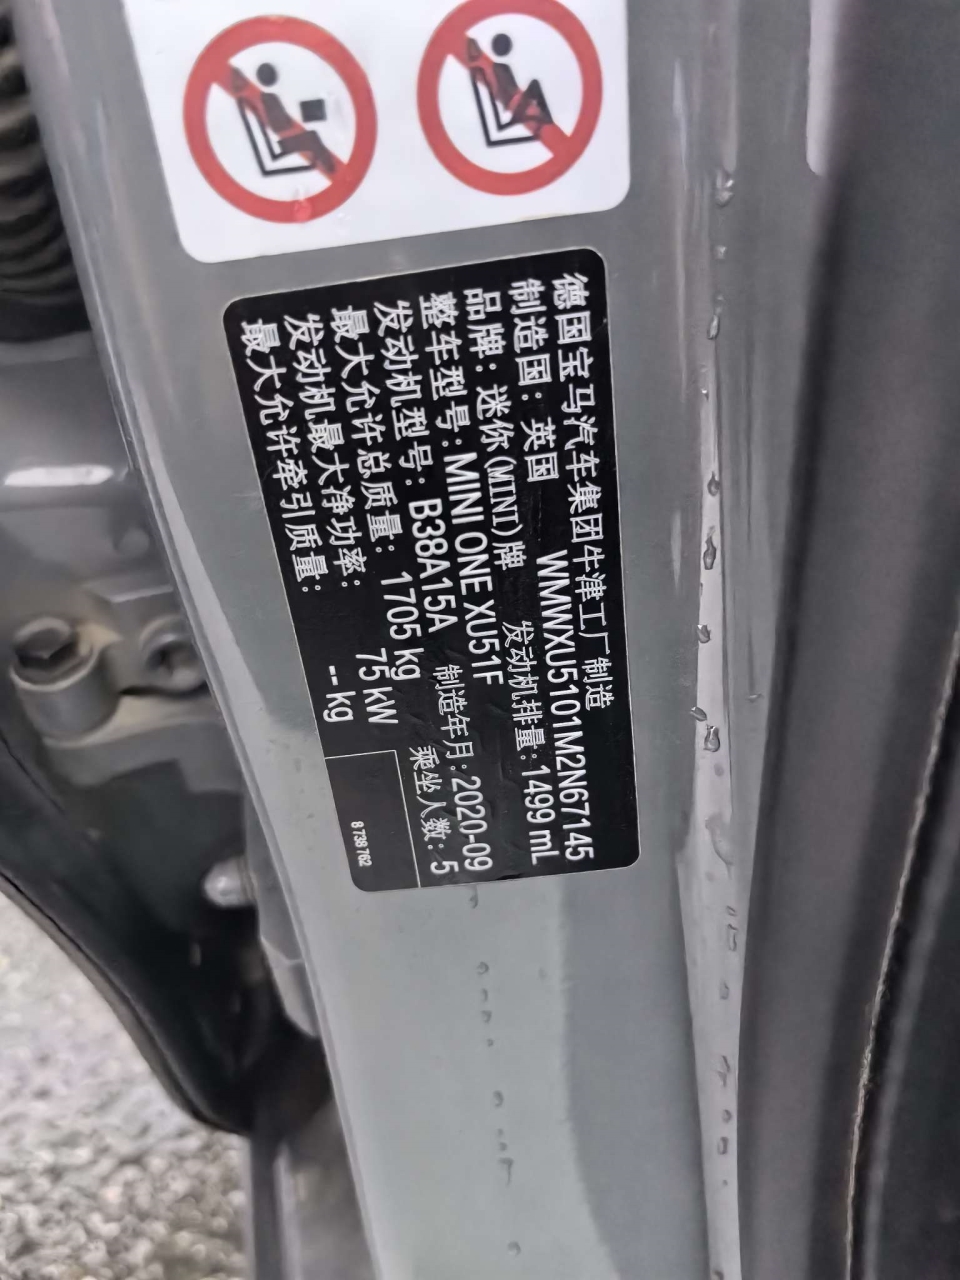 德国宝马汽车集团牛津工厂制造
制造国：英国 WMWXU5101M2N67145
品牌：迷你(MINI)牌 发动机排量：1499 mL
整车型号：MINI ONE XU51F 制造年月：2020-09
发动机型号：B38A15A 乘坐人数：5
最大允许总质量：1705 kg
发动机最大净功率：75 kW
最大允许牵引质量：-- kg
8 738 762